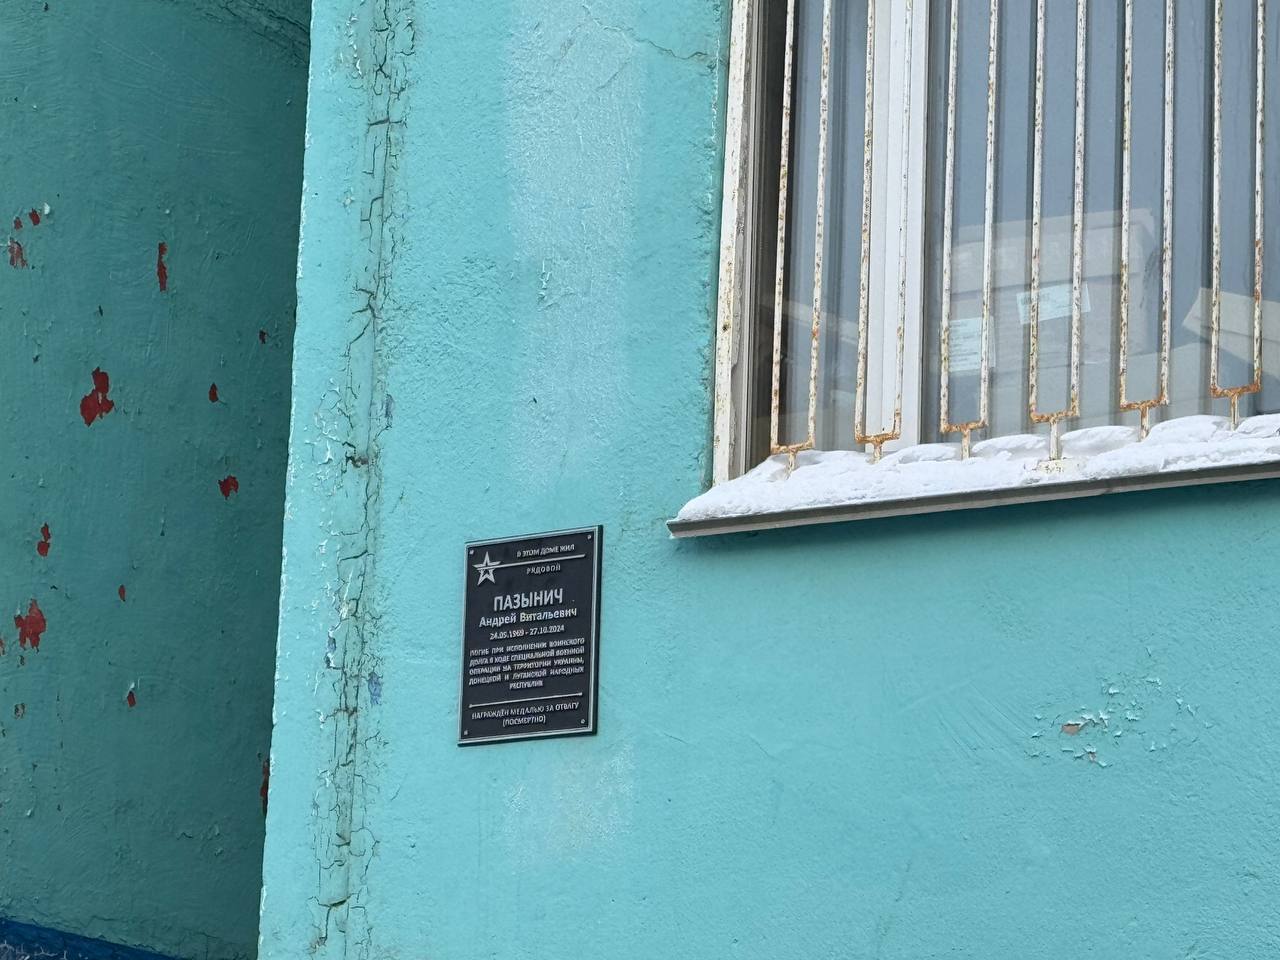 В ЭТОМ ДОМЕ ЖИЛ
РЯДОВОЙ
ПАЗЫНИЧ
Андрей Витальевич
24.05.1969 - 27.10.2024
ПОГИБ ПРИ ИСПОЛНЕНИИ ВОИНСКОГО
ДОЛГА В ХОДЕ СПЕЦИАЛЬНОЙ ВОЕННОЙ
ОПЕРАЦИИ НА ТЕРРИТОРИИ УКРАИНЫ,
ДОНЕЦКОЙ И ЛУГАНСКОЙ НАРОДНЫХ
РЕСПУБЛИК
НАГРАЖДЕН МЕДАЛЬЮ ЗА ОТВАГУ
(ПОСМЕРТНО)